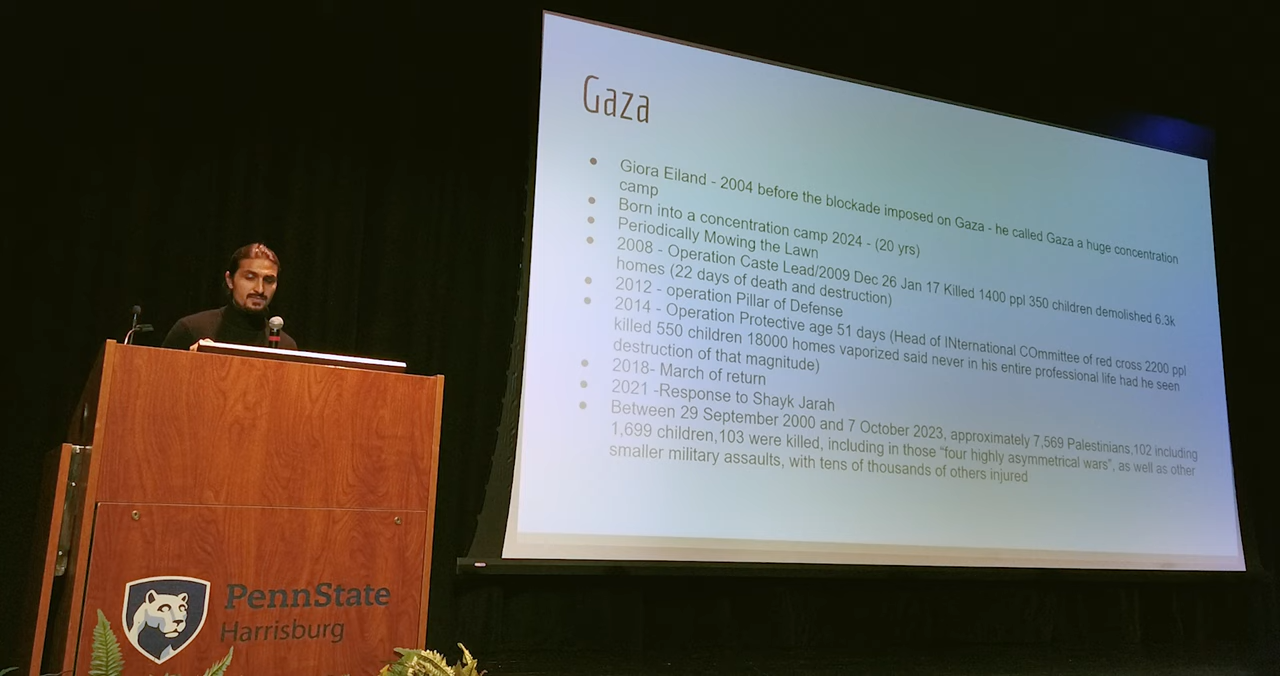 Gaza
Giora Eiland - 2004 before the blockade imposed on Gaza - he called Gaza a huge concentration
camp
Born into a concentration camp 2024 - (20 yrs)
Periodically Mowing the Lawn
2008 - Operation Caste Lead/2009 Dec 26 Jan 17 Killed 1400 ppl 350 children demolished 6.3k
homes (22 days of death and destruction)
2012 - operation Pillar of Defense
2014 - Operation Protective age 51 days (Head of INternational COmmittee of red cross 2200 ppl
killed 550 children 18000 homes vaporized said never in his entire professional life had he seen
destruction of that magnitude)
2018- March of return
2021 -Response to Shayk Jarah
Between 29 September 2000 and 7 October 2023, approximately 7,569 Palestinians,102 including
1,699 children,103 were killed, including in those “four highly asymmetrical wars”, as well as other
smaller military assaults, with tens of thousands of others injured
PennState
Harrisburg